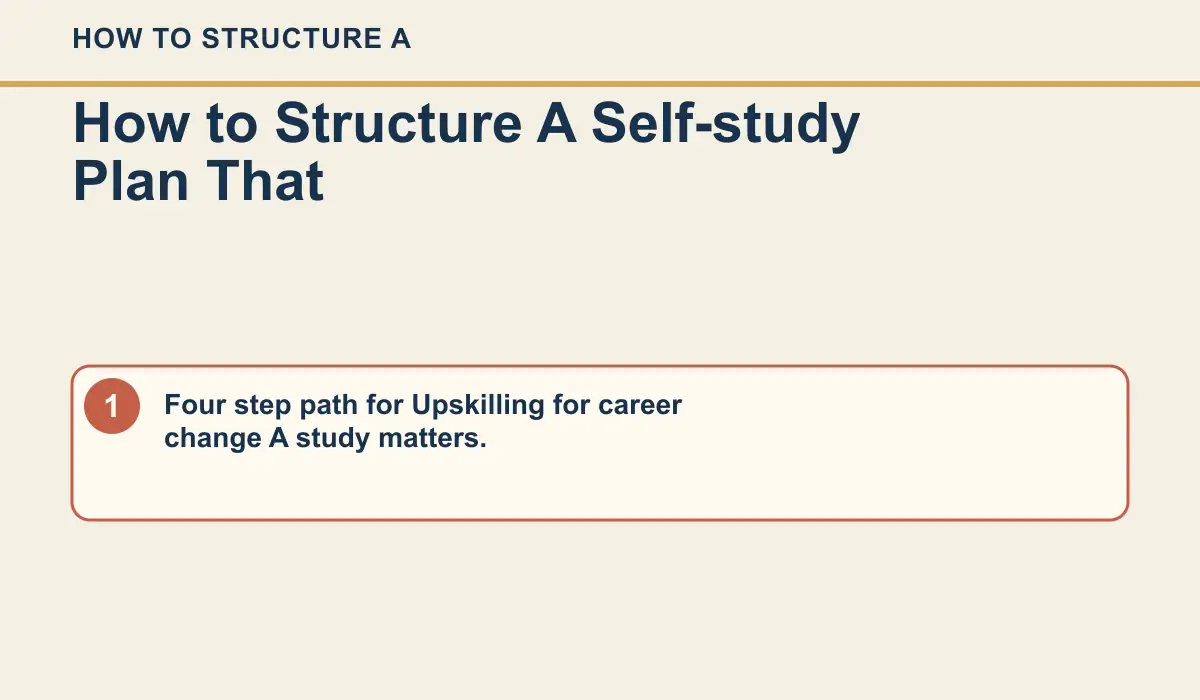 HOW TO STRUCTURE A
How to Structure A Self-study
Plan That
1
Four step path for Upskilling for career
change A study matters.